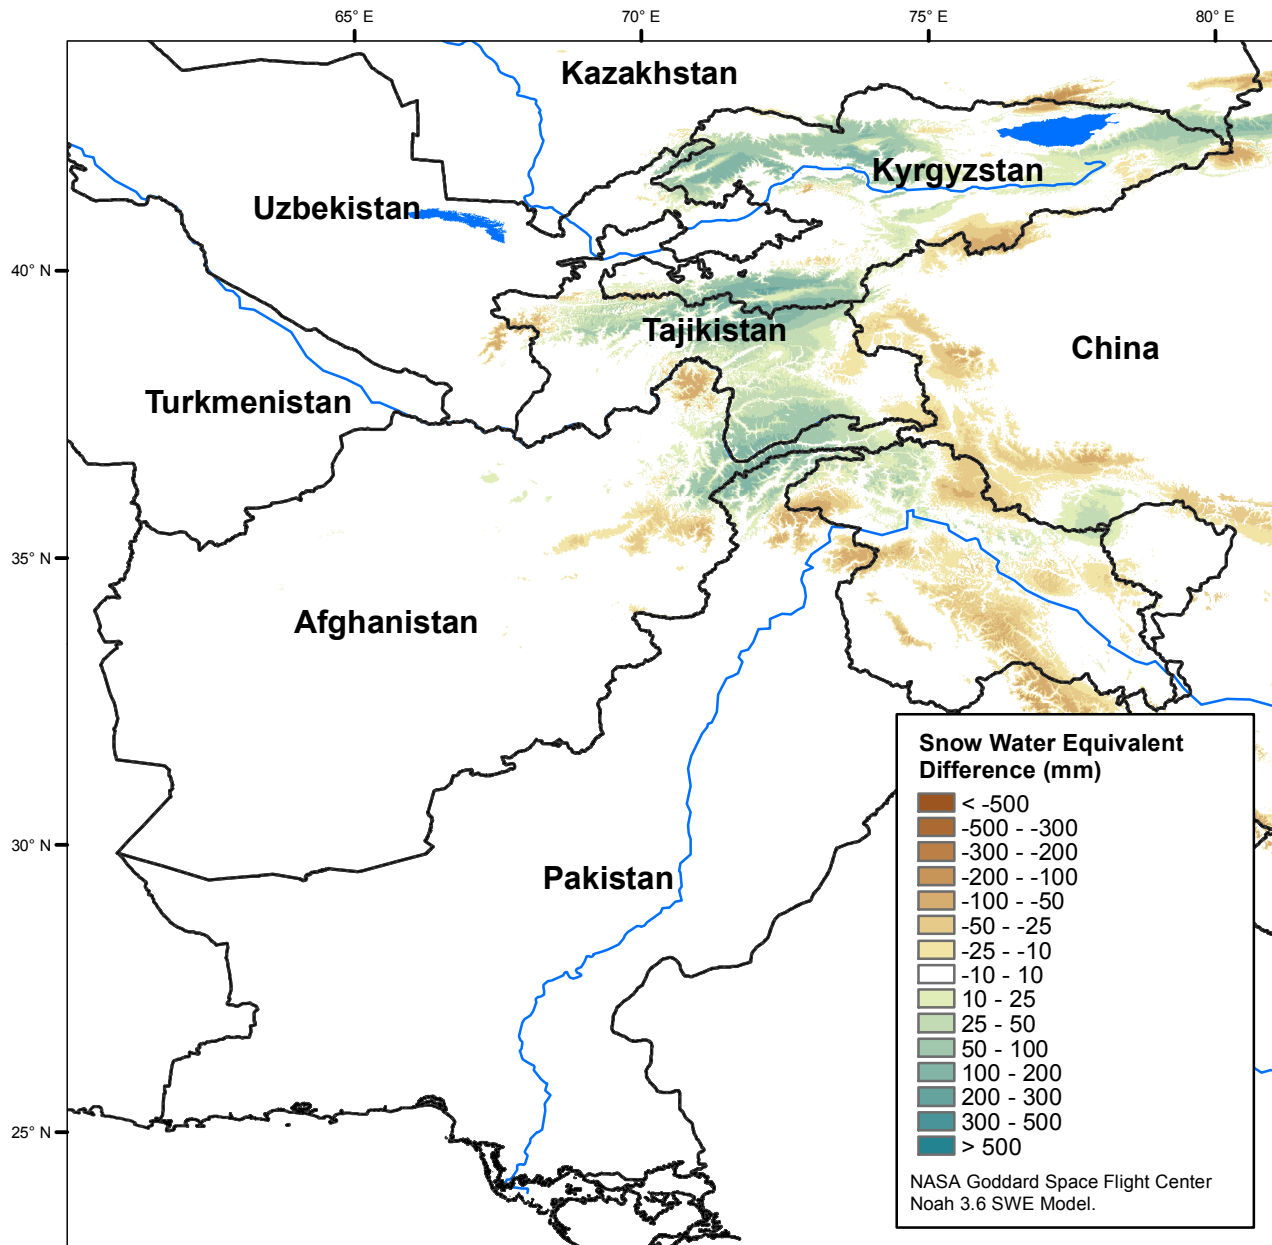 65° E
70° E
75° E
80° E
Kazakhstan
Kyrgyzstan
Uzbekistan
40° N
Tajikistan
China
Turkmenistan
35° N
Afghanistan
Snow Water Equivalent
Difference (mm)
< -500
-500 - -300
-300 - -200
-200 - -100
-100 - -50
-50 - -25
-25 - -10
-10 - 10
10 - 25
25 - 50
50 - 100
100 - 200
200 - 300
300 - 500
> 500
NASA Goddard Space Flight Center
Noah 3.6 SWE Model.
30° N
Pakistan
25° N